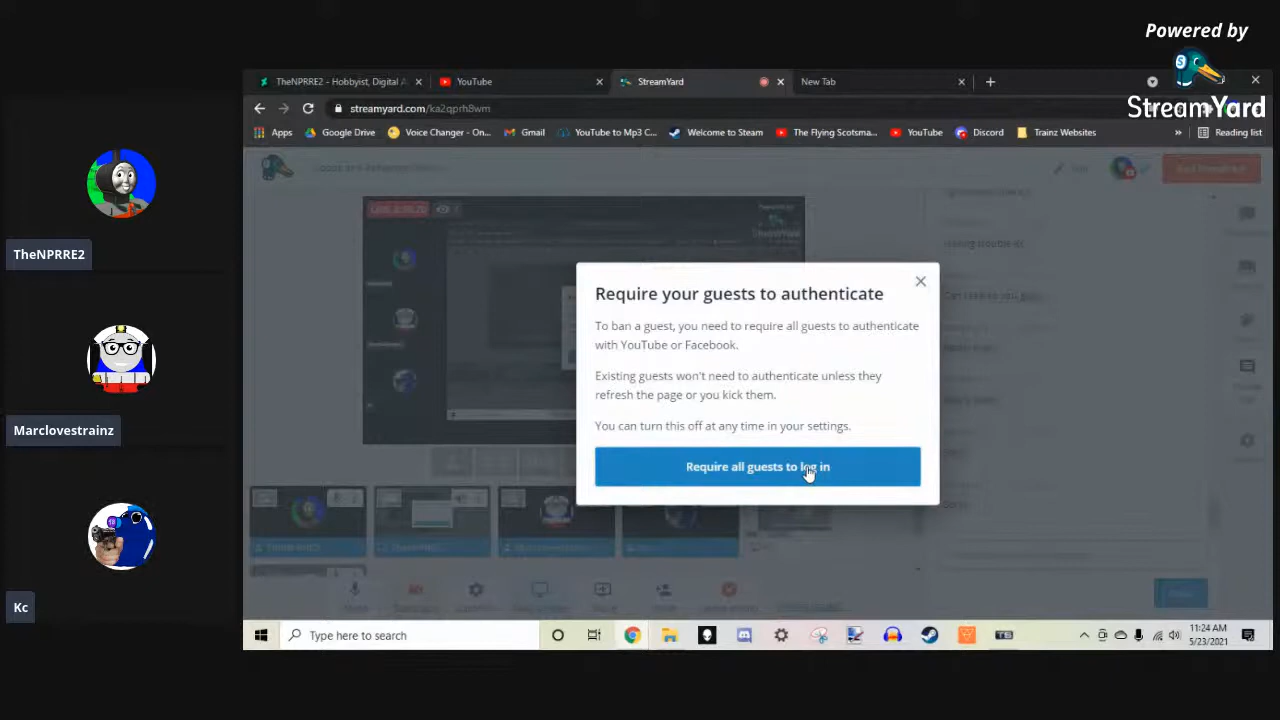 Powered by
StreamYard
TheNPRRE2 - Hobbyist, Digital A
YouTube
StreamYard
New Tab
streamyard.com/ka2qprh8wm
Apps
Google Drive
Voice Changer - On...
Gmail
YouTube to Mp3 C...
Welcome to Steam
The Flying Scotsma...
YouTube
Discord
Trainz Websites
Reading list
TheNPRRE2
Marclovestrainz
Kc
Require your guests to authenticate
To ban a guest, you need to require all guests to authenticate
with YouTube or Facebook.
Existing guests won't need to authenticate unless they
refresh the page or you kick them.
You can turn this off at any time in your settings.
Require all guests to log in
Type here to search
TS
11:24 AM
5/23/2021